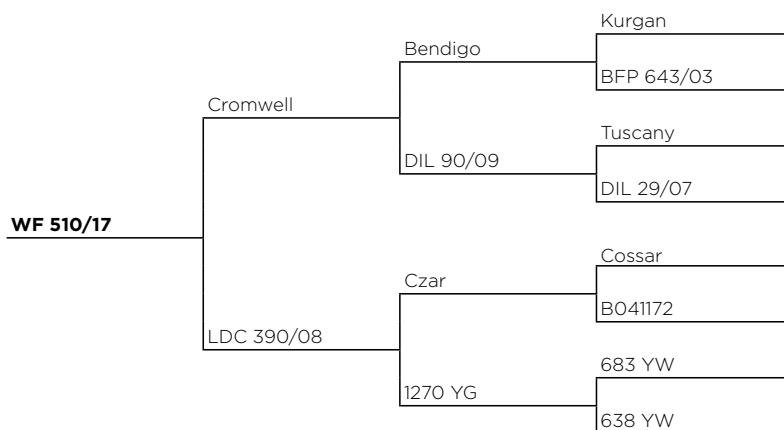 Kurgan
Bendigo
BFP 643/03
Cromwell
Tuscany
DIL 90/09
DIL 29/07
WF 510/17
Cossar
Czar
B041172
LDC 390/08
683 YW
1270 YG
638 YW